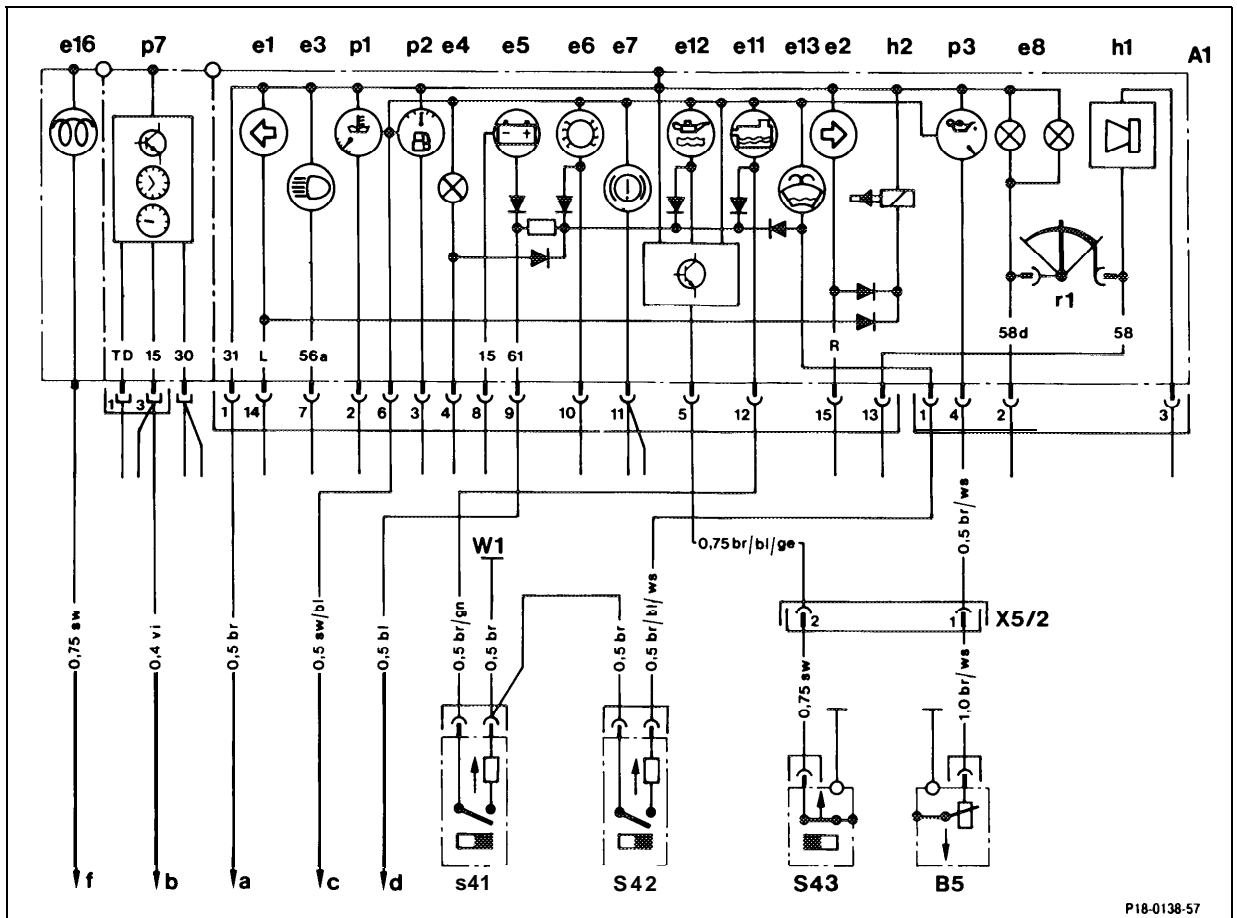 e16 p7 e1 e3 p1 p2 e4 e5 e6 e7 e12 e11 e13 e2 h2 p3 e8 h1
A1
r1
58d 58
R
TD 15 30 31 L 56a 15 61
1 3 1 14 7 2 6 3 4 8 9 10 11 5 12 15 13 1 4 2 3
W1
0,75 br/bl/ge
0,5 br/ws
2 1 X5/2
0,75 sw
0,4 vi
0,5 br
0,5 sw/bl
0,5 bl
0,5 br/gn
0,5 br
0,5 br
0,5 br/bl/ws
0,75 sw
1,0 br/ws
f b a c d s41 S42 S43 B5
P18-0138-57